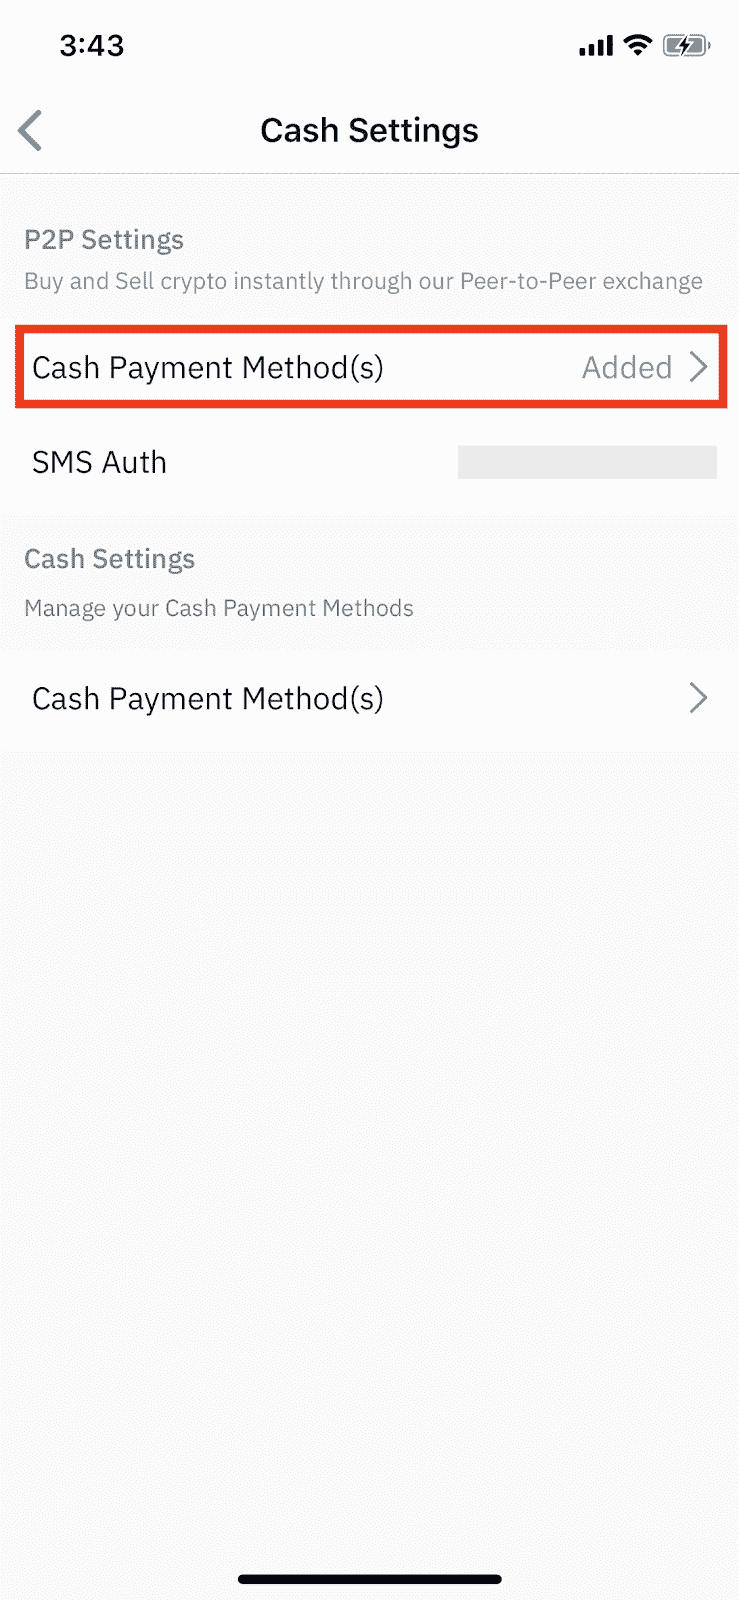 3:43
Cash Settings
P2P Settings
Buy and Sell crypto instantly through our Peer-to-Peer exchange
Cash Payment Method(s) Added
SMS Auth
Cash Settings
Manage your Cash Payment Methods
Cash Payment Method(s)